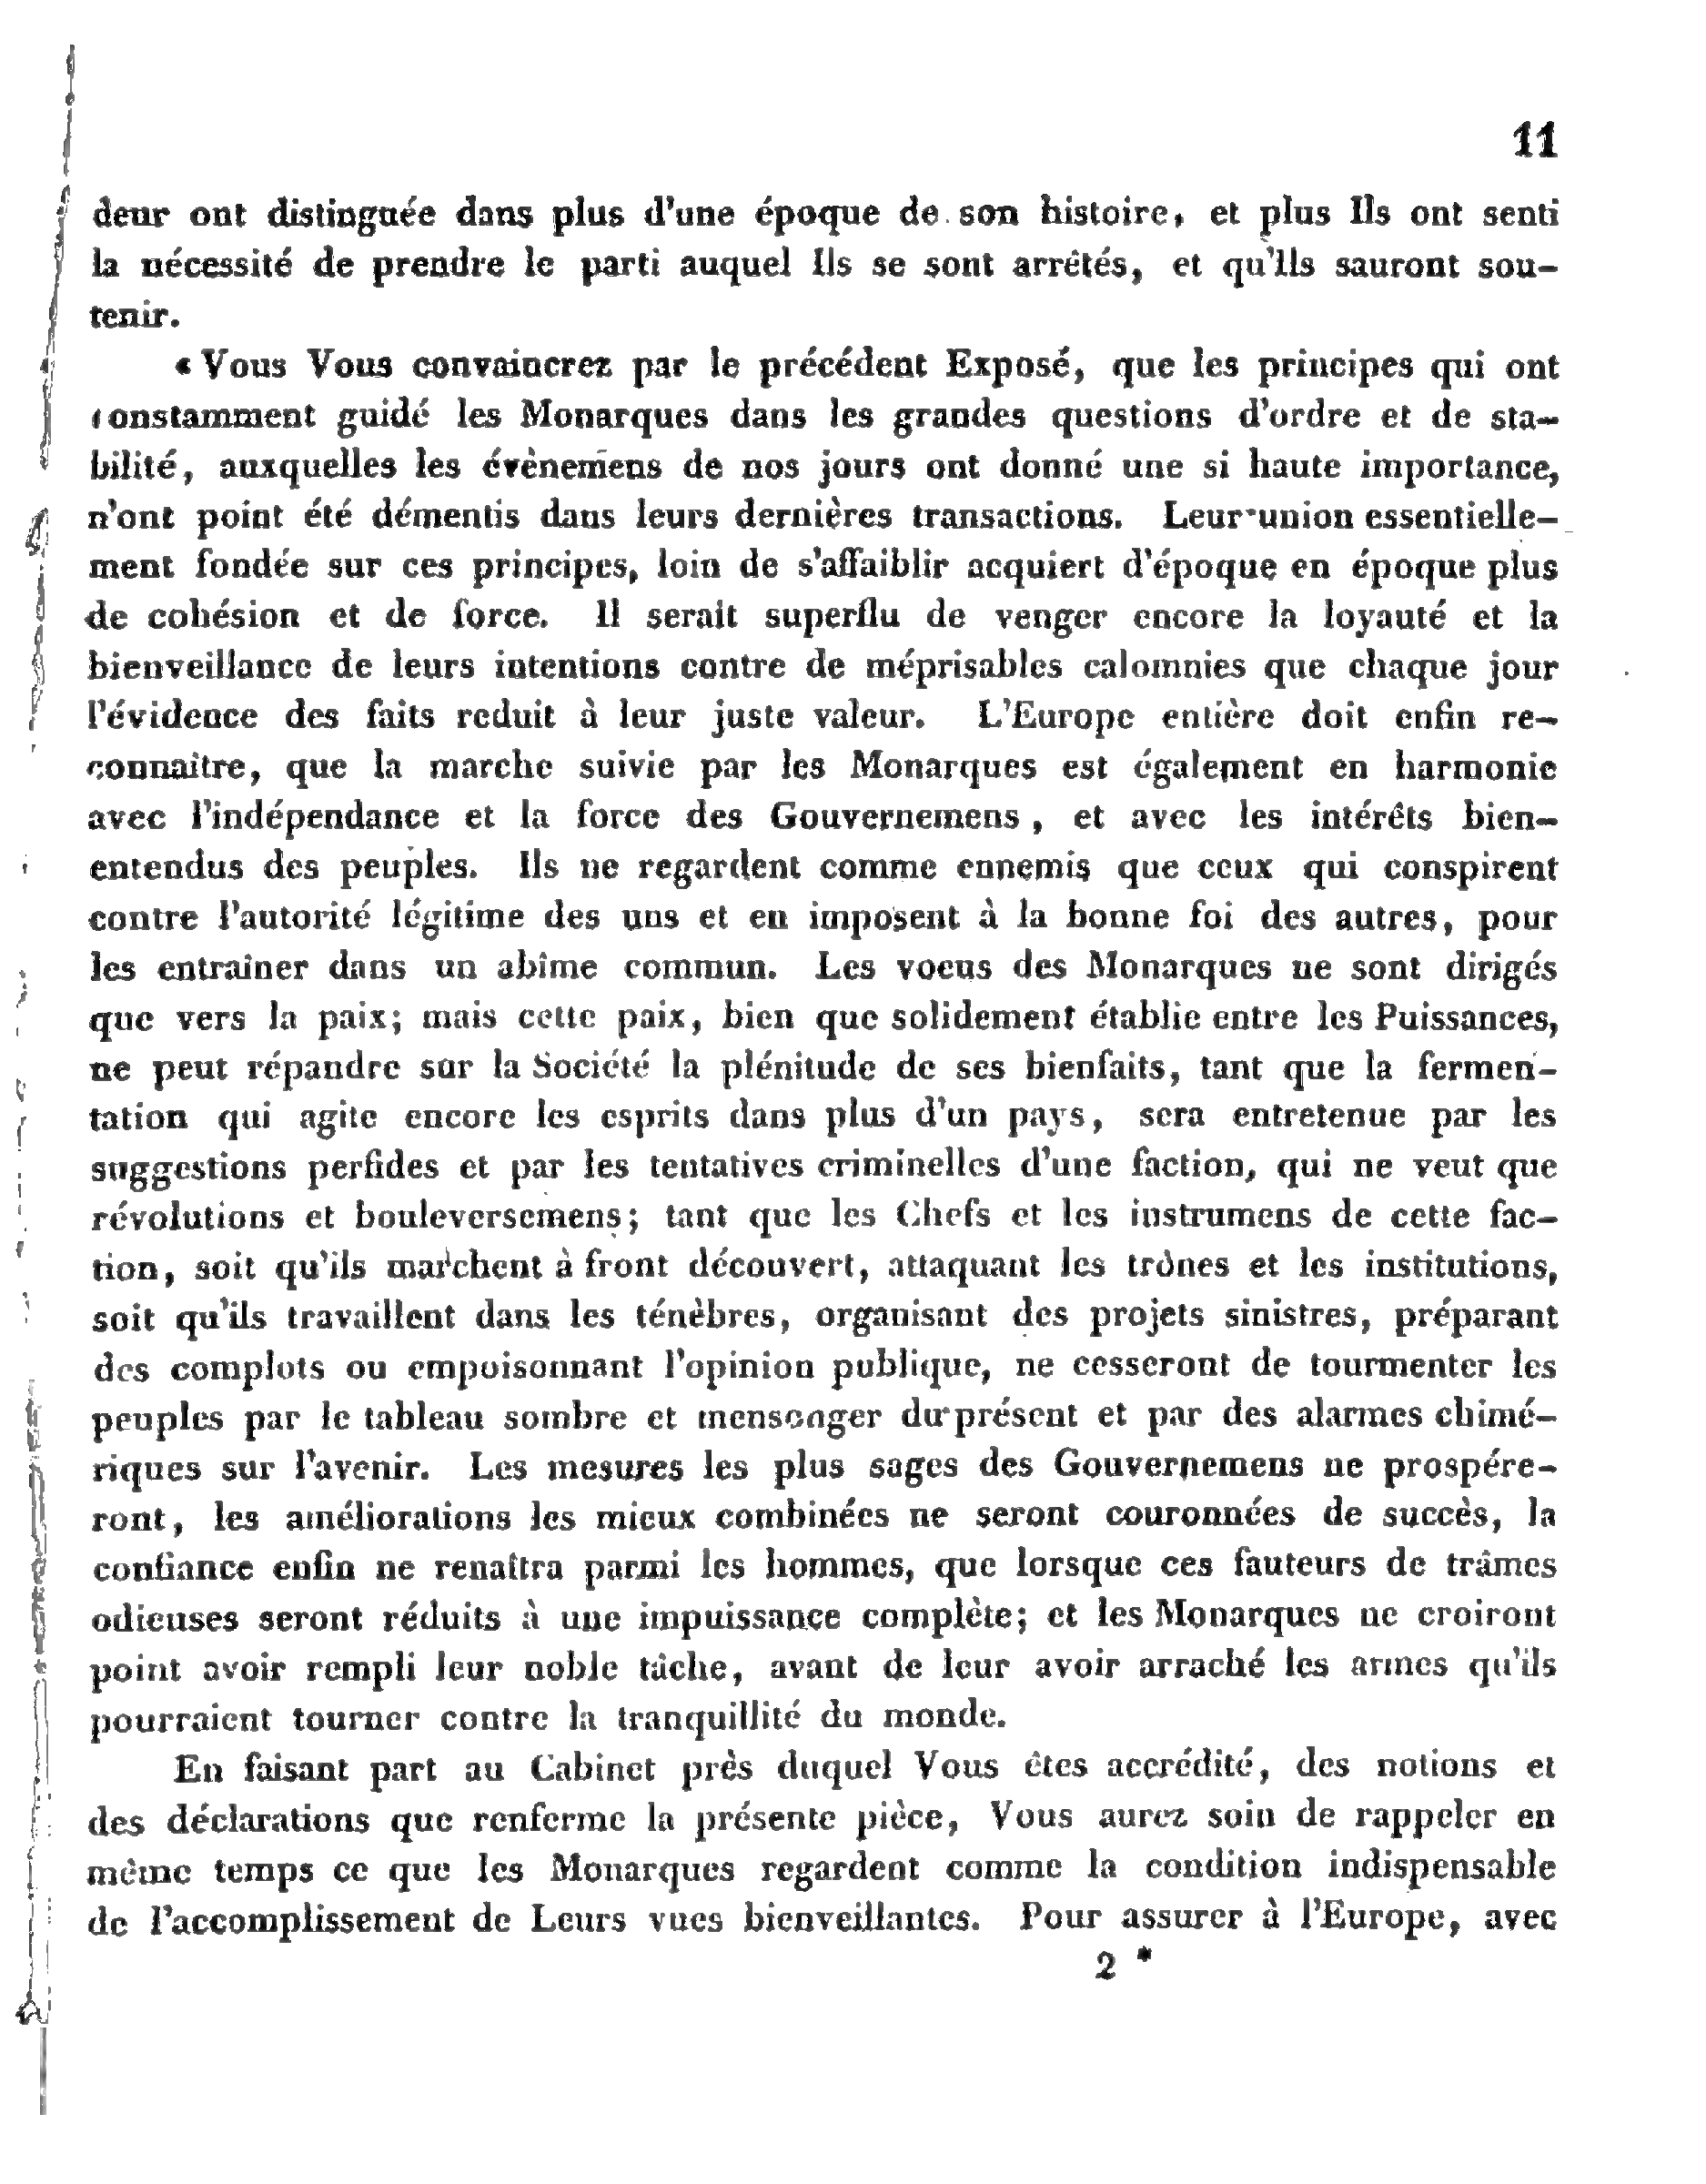 11
deur ont distinguée dans plus d'une époque de son histoire, et plus Ils ont senti
la nécessité de prendre le parti auquel Ils se sont arrêtés, et qu'Ils sauront sou-
tenir.
« Vous Vous convaincrez par le précédent Exposé, que les principes qui ont
constamment guidé les Monarques dans les grandes questions d'ordre et de sta-
bilité, auxquelles les évènemens de nos jours ont donné une si haute importance,
n'ont point été démentis dans leurs dernières transactions. Leur union essentielle-
ment fondée sur ces principes, loin de s'affaiblir acquiert d'époque en époque plus
de cohésion et de force. Il serait superflu de venger encore la loyauté et la
bienveillance de leurs intentions contre de méprisables calomnies que chaque jour
l'évidence des faits reduit à leur juste valeur. L'Europe entière doit enfin re-
connaitre, que la marche suivie par les Monarques est également en harmonie
avec l'indépendance et la force des Gouvernemens, et avec les intérêts bien-
entendus des peuples. Ils ne regardent comme ennemis que ceux qui conspirent
contre l'autorité légitime des uns et en imposent à la bonne foi des autres, pour
les entraîner dans un abîme commun. Les voeus des Monarques ne sont dirigés
que vers la paix; mais cette paix, bien que solidement établie entre les Puissances,
ne peut répandre sur la Société la plénitude de ses bienfaits, tant que la fermen-
tation qui agite encore les esprits dans plus d'un pays, sera entretenue par les
suggestions perfides et par les tentatives criminelles d'une faction, qui ne veut que
révolutions et bouleversemens; tant que les Chefs et les instrumens de cette fac-
tion, soit qu'ils marchent à front découvert, attaquant les trônes et les institutions,
soit qu'ils travaillent dans les ténèbres, organisant des projets sinistres, préparant
des complots ou empoisonnant l'opinion publique, ne cesseront de tourmenter les
peuples par le tableau sombre et mensonger du présent et par des alarmes chimé-
riques sur l'avenir. Les mesures les plus sages des Gouvernemens ne prospére-
ront, les améliorations les mieux combinées ne seront couronnées de succès, la
confiance enfin ne renaîtra parmi les hommes, que lorsque ces fauteurs de trâmes
odieuses seront réduits à une impuissance complète; et les Monarques ne croiront
point avoir rempli leur noble tâche, avant de leur avoir arraché les armes qu'ils
pourraient tourner contre la tranquillité du monde.
En faisant part au Cabinet près duquel Vous êtes accrédité, des notions et
des déclarations que renferme la présente pièce, Vous aurez soin de rappeler en
même temps ce que les Monarques regardent comme la condition indispensable
de l'accomplissement de Leurs vues bienveillantes. Pour assurer à l'Europe, avec
2 *